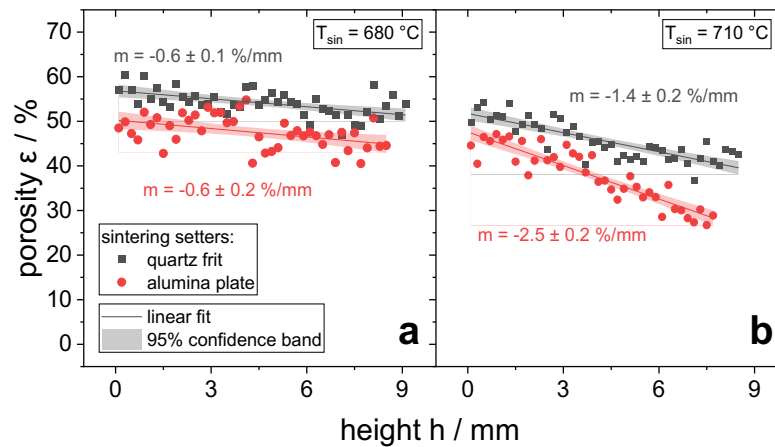 T_sin = 680 °C
T_sin = 710 °C
m = -0.6 ± 0.1 %/mm
m = -1.4 ± 0.2 %/mm
m = -0.6 ± 0.2 %/mm
m = -2.5 ± 0.2 %/mm
porosity ε / %
70
60
50
40
30
20
10
0
sintering setters:
quartz frit
alumina plate
linear fit
95% confidence band
a
b
0 3 6 9 0 3 6 9
height h / mm